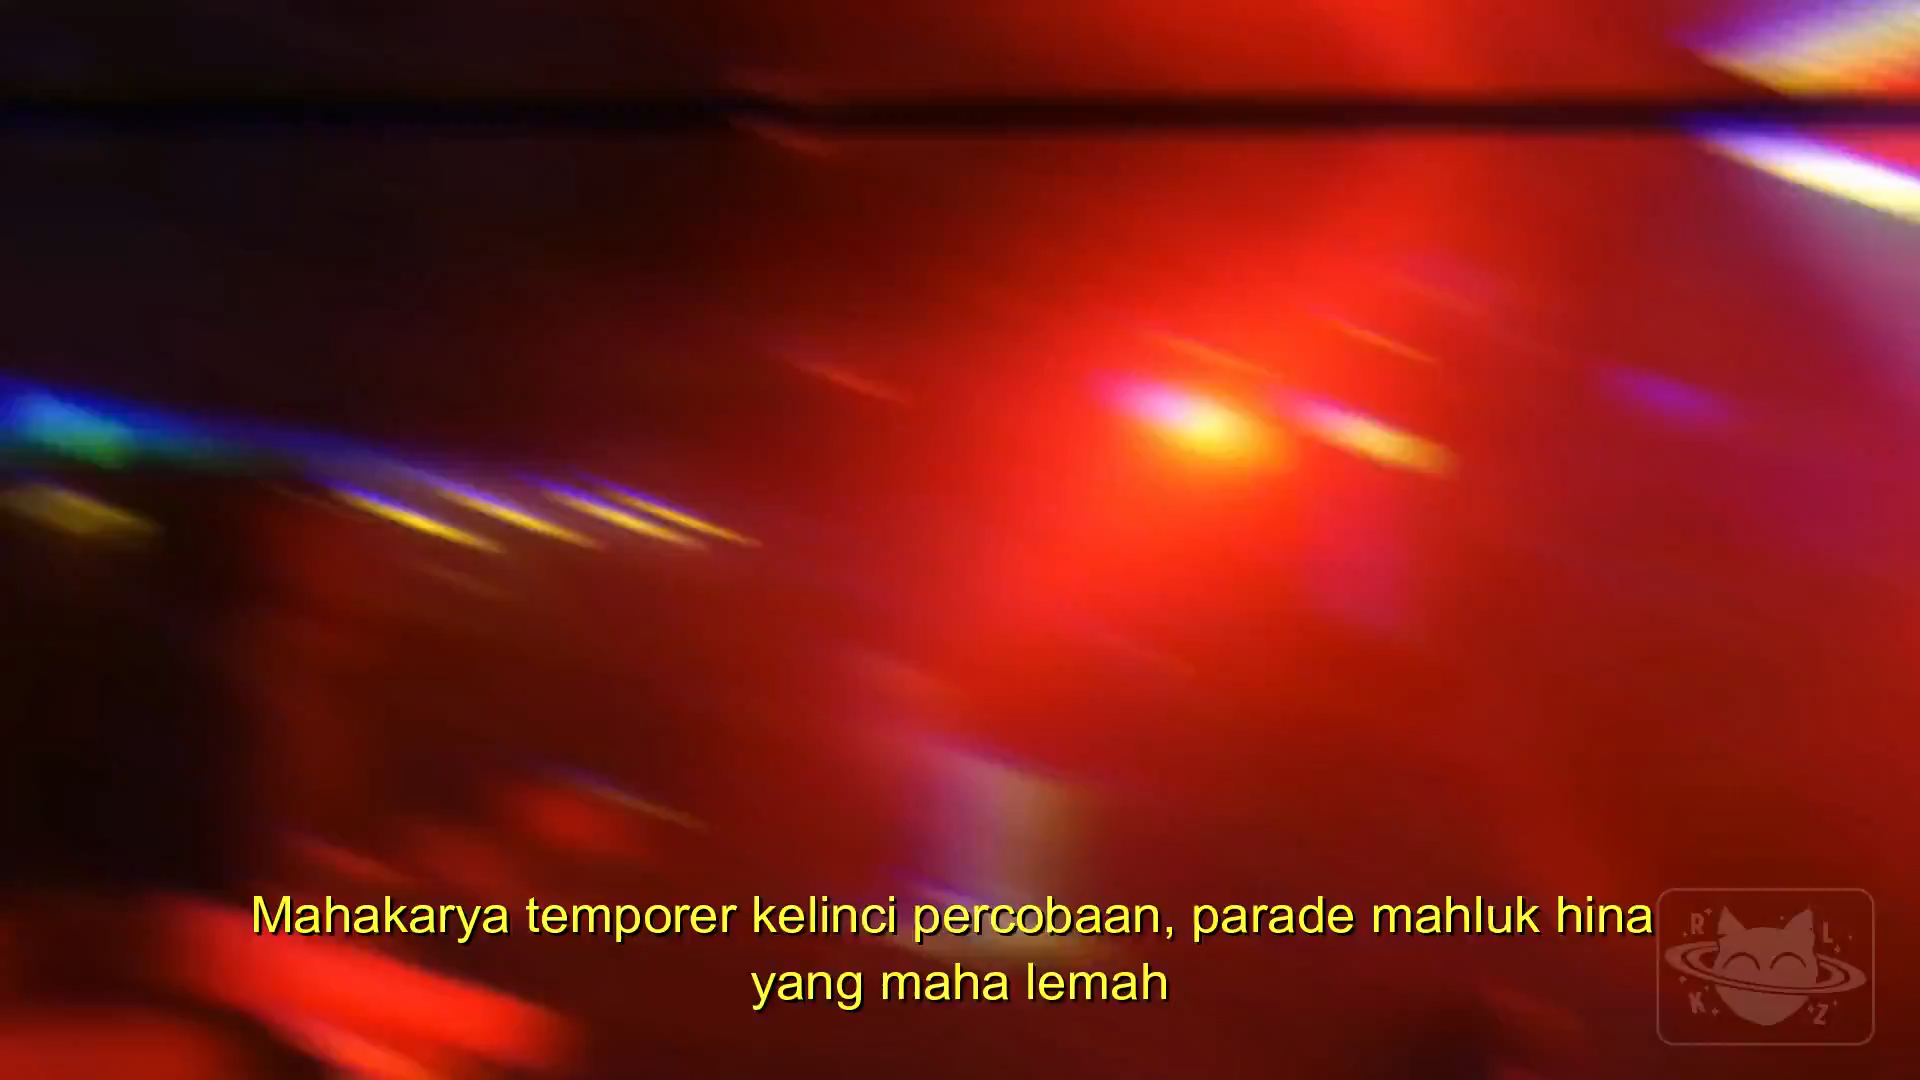 Mahakarya temporer kelinci percobaan, parade mahluk hina
yang maha lemah
R L
K Z